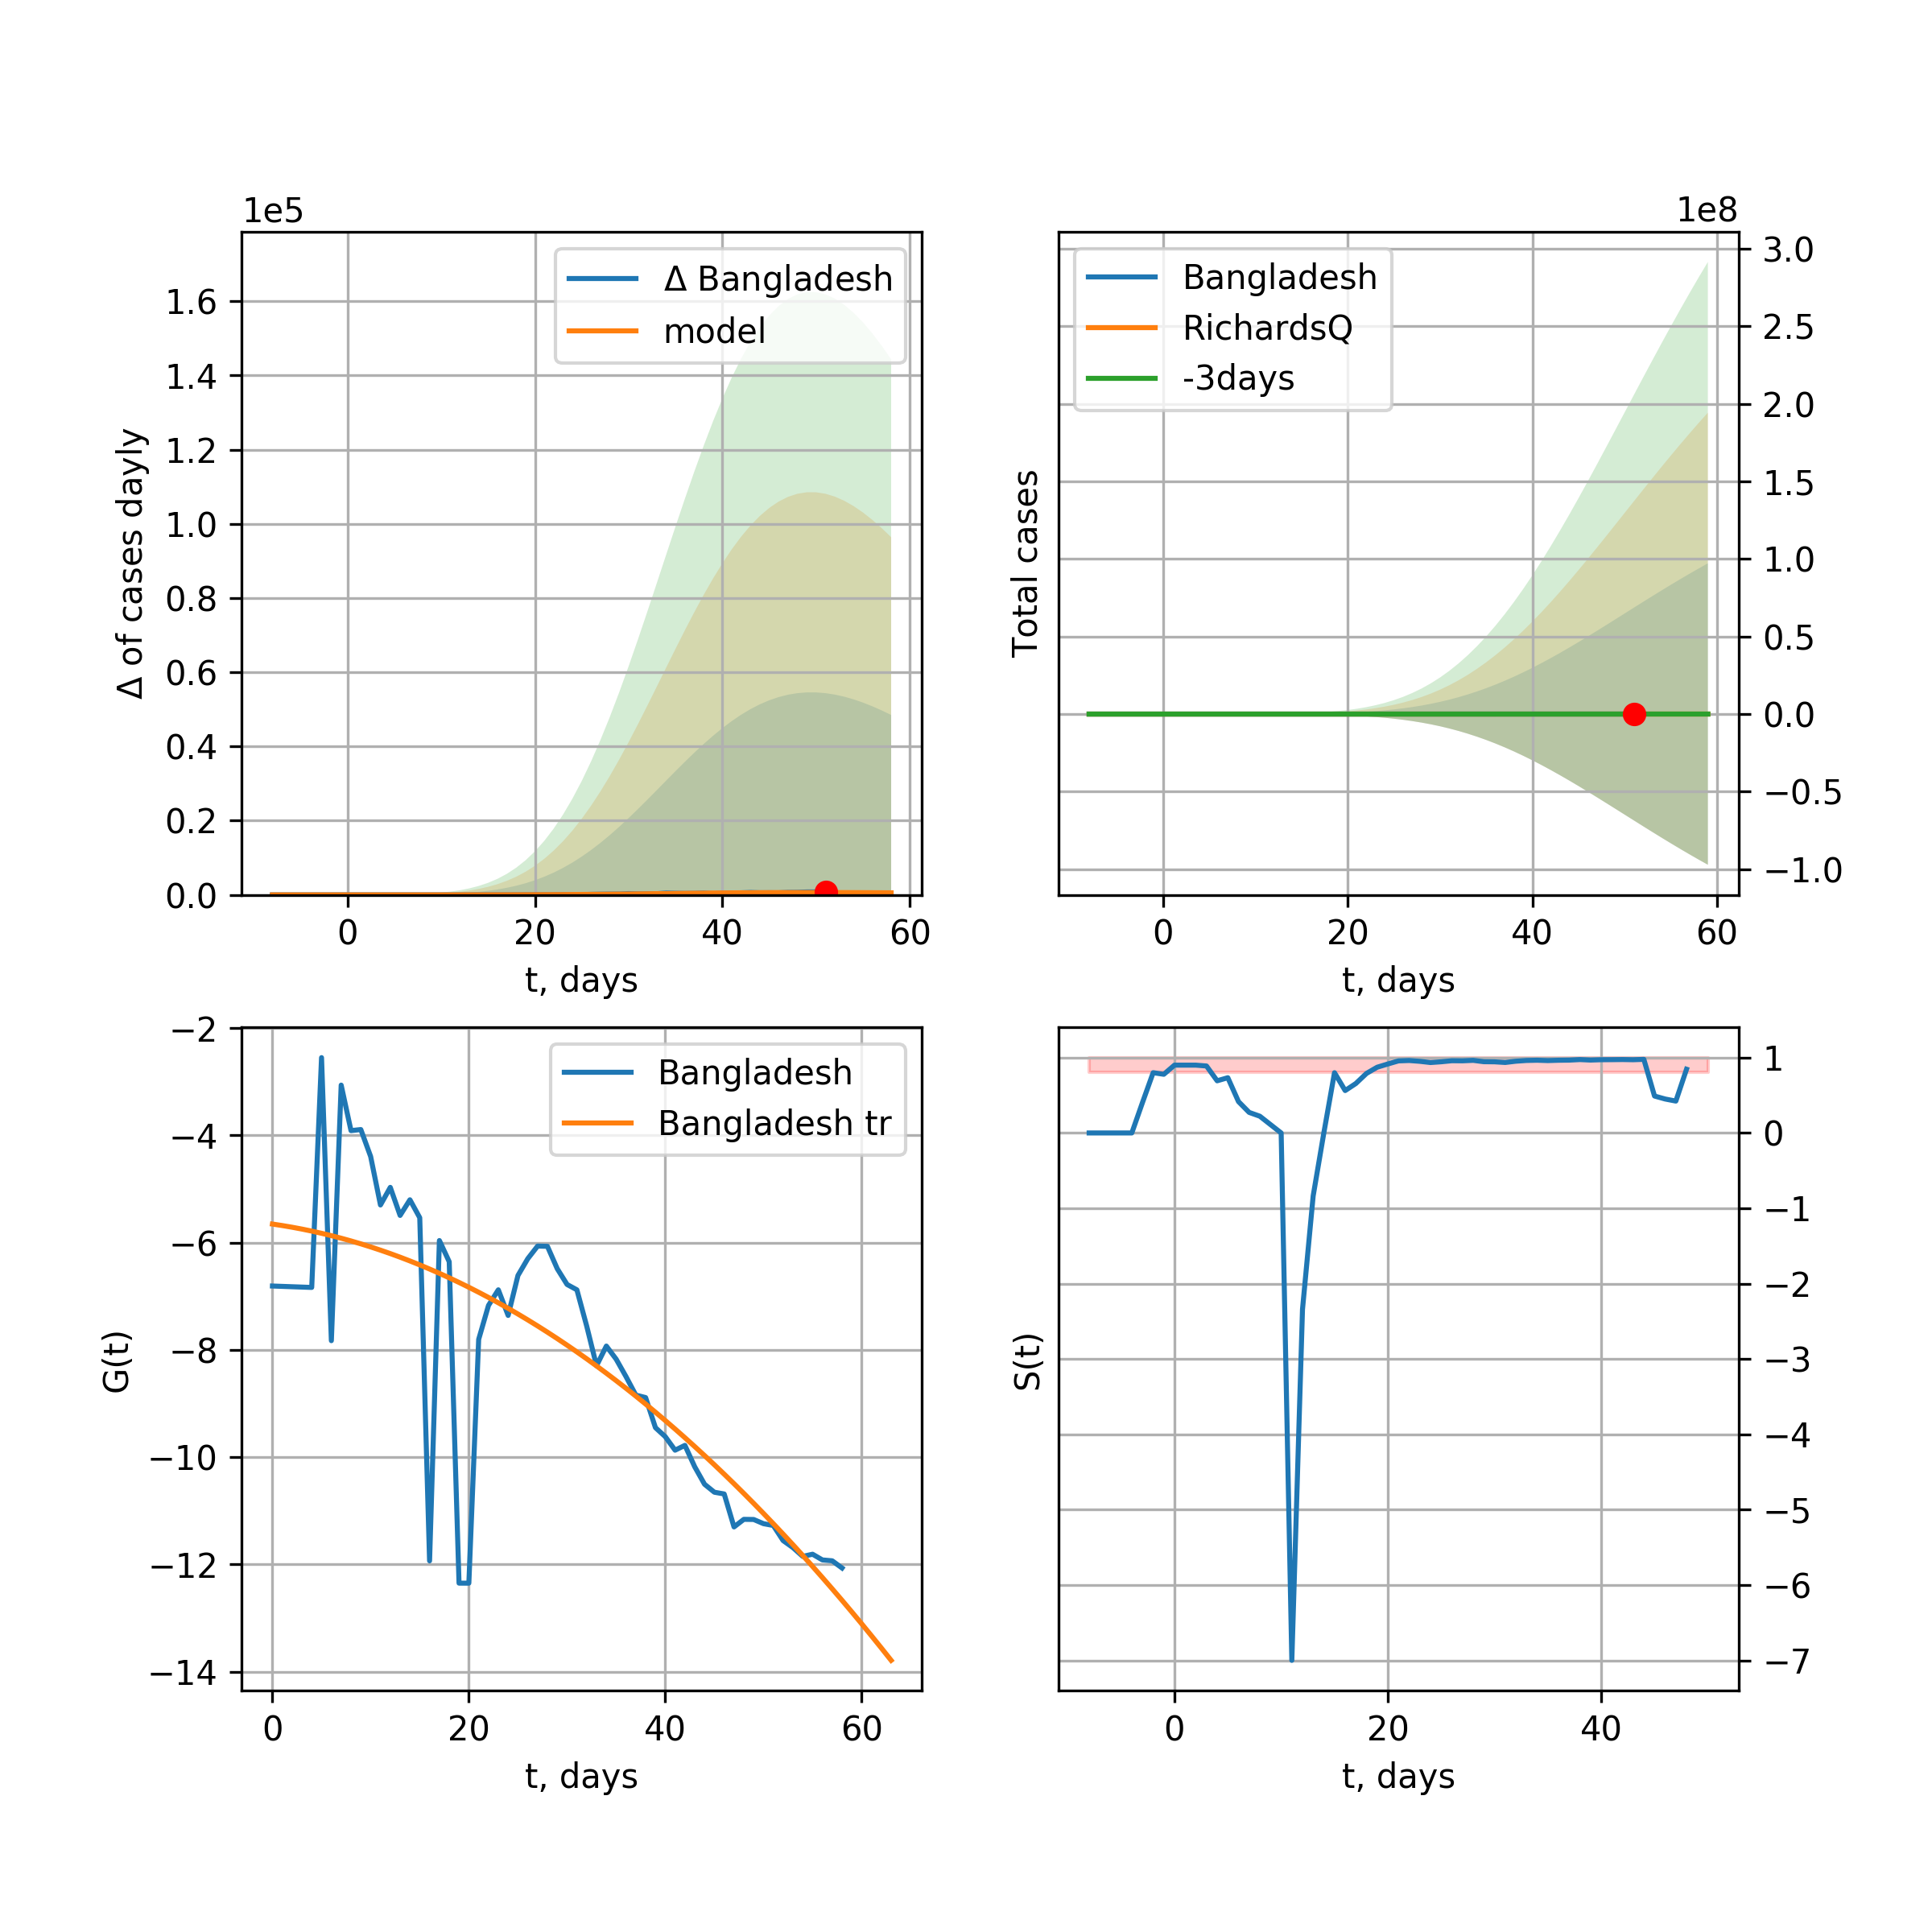 1e5
Δ Bangladesh
model
1.6
1.4
1.2
1.0
0.8
0.6
0.4
0.2
0.0
Δ of cases dayly
0 20 40 60
t, days
1e8
Bangladesh
RichardsQ
-3days
3.0
2.5
2.0
1.5
1.0
0.5
0.0
−0.5
−1.0
Total cases
0 20 40 60
t, days
Bangladesh
Bangladesh tr
−2
−4
−6
−8
−10
−12
−14
G(t)
0 20 40 60
t, days
1
0
−1
−2
−3
−4
−5
−6
−7
S(t)
0 20 40
t, days